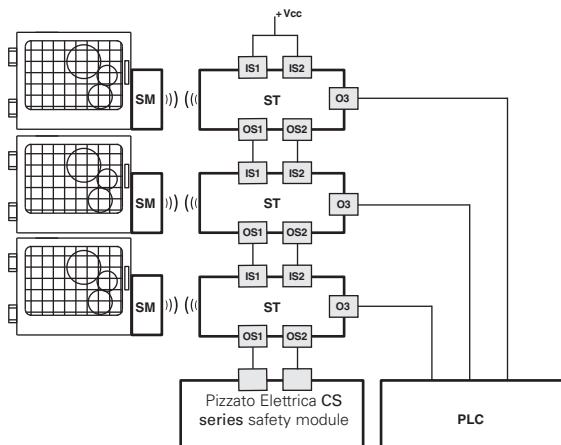 + Vcc
IS1 IS2
SM ST O3
OS1 OS2
IS1 IS2
SM ST O3
OS1 OS2
IS1 IS2
SM ST O3
OS1 OS2
Pizzato Elettrica CS
series safety module
PLC